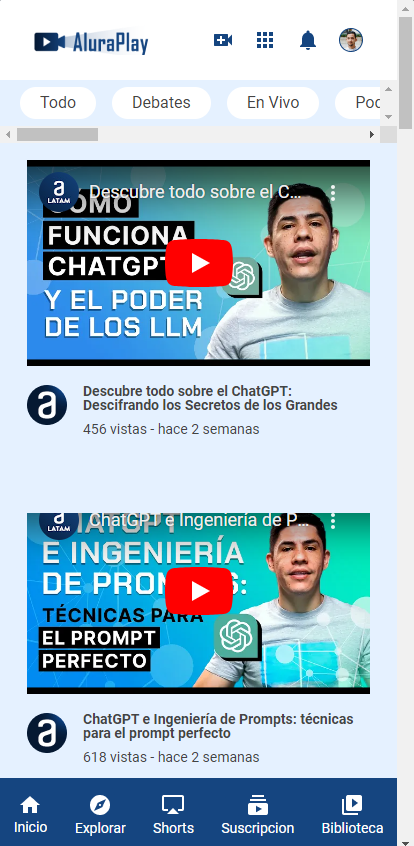 AluraPlay
Todo
Debates
En Vivo
a
LATAM
Descubre todo sobre el C...
CÓMO
FUNCIONA
CHATGPT
Y EL PODER
DE LOS LLM
a
Descubre todo sobre el ChatGPT:
Descifrando los Secretos de los Grandes
456 vistas - hace 2 semanas
LATAM
ChatGPT e Ingeniería de P...
CHATGPT
E INGENIERÍA
DE PROMPTS:
TÉCNICAS PARA
EL PROMPT
PERFECTO
a
ChatGPT e Ingeniería de Prompts: técnicas
para el prompt perfecto
618 vistas - hace 2 semanas
Inicio
Explorar
Shorts
Suscripcion
Biblioteca